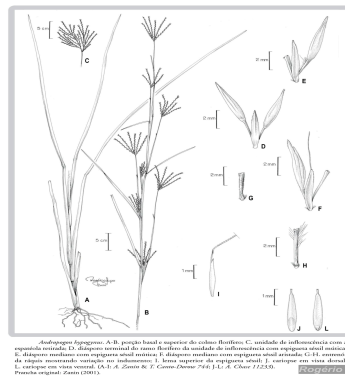 5 cm
C
2 mm
E
2 mm
D
2 mm
F
2 mm
G
5 cm
2 mm
H
1 mm
I
1 mm
A
B
J
L
Andropogon hypogynus. A-B. porção basal e superior do colmo florífero; C. unidade de inflorescência com a
espanéola retirada; D. diásporo terminal do ramo florífero da unidade de inflorescência com espigueta séssil mútica;
E. diásporo mediano com espigueta séssil mútica; F. diásporo mediano com espigueta séssil aristada; G-H. entrenó
da ráquis mostrando variação no indumento; I. lema superior da espigueta séssil; J. cariopse em vista dorsal;
L. cariopse em vista ventral. (A-I: A. Zanin & T. Canto-Dorow 744; J-L: A. Chase 11233).
Prancha original: Zanin (2001).
Rogério